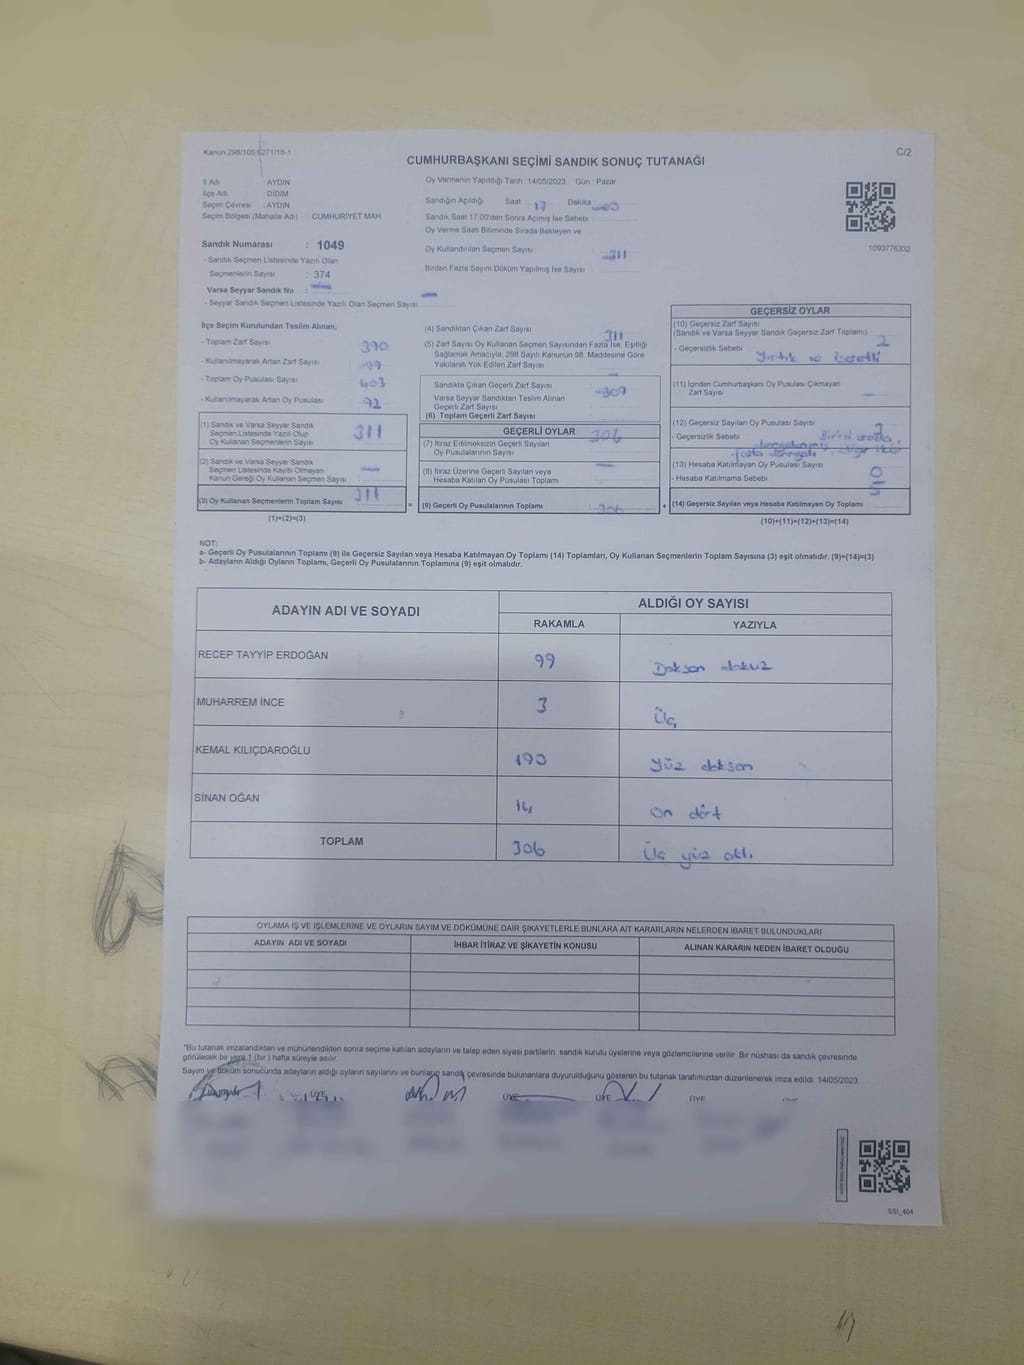 Kanun:298/105,6271/16-1
C/2
CUMHURBAŞKANI SEÇİMİ SANDIK SONUÇ TUTANAĞI
İl Adı : AYDIN
İlçe Adı : DİDİM
Seçim Çevresi : AYDIN
Seçim Bölgesi (Mahalle Adı) : CUMHURİYET MAH
Sandık Numarası : 1049
- Sandık Seçmen Listesinde Yazılı Olan
Seçmenlerin Sayısı : 374
Varsa Seyyar Sandık No :
- Seyyar Sandık Seçmen Listesinde Yazılı Olan Seçmen Sayısı :
Oy Vermenin Yapıldığı Tarih : 14/05/2023 Gün : Pazar
Sandığın Açıldığı Saat : 17 Dakika
Sandık Saat 17.00'den Sonra Açılmış İse Sebebi
Oy Verme Saati Bitiminde Sırada Bekleyen ve
Oy Kullandırılan Seçmen Sayısı 311
Birden Fazla Sayım Döküm Yapılmış İse Sayısı
1093776332
İlçe Seçim Kurulundan Teslim Alınan;
- Toplam Zarf Sayısı 390
- Kullanılmayarak Artan Zarf Sayısı
- Toplam Oy Pusulası Sayısı 403
- Kullanılmayarak Artan Oy Pusulası 92
(1) Sandık ve Varsa Seyyar Sandık
Seçmen Listesinde Yazılı Olup
Oy Kullanan Seçmenlerin Sayısı 311
(2) Sandık ve Varsa Seyyar Sandık
Seçmen Listesinde Kayıtlı Olmayan
Kanun Gereği Oy Kullanan Seçmen Sayısı
(3) Oy Kullanan Seçmenlerin Toplam Sayısı 311
(1)+(2)=(3)
(4) Sandıktan Çıkan Zarf Sayısı 311
(5) Zarf Sayısı Oy Kullanan Seçmen Sayısından Fazla İse, Eşitliği
Sağlamak Amacıyla, 298 Sayılı Kanunun 98. Maddesine Göre
Yakılarak Yok Edilen Zarf Sayısı
Sandıkta Çıkan Geçerli Zarf Sayısı 309
Varsa Seyyar Sandıktan Teslim Alınan
Geçerli Zarf Sayısı
(6) Toplam Geçerli Zarf Sayısı
GEÇERLİ OYLAR
(7) İtiraz Edilmeksizin Geçerli Sayılan
Oy Pusulalarının Sayısı 306
(8) İtiraz Üzerine Geçerli Sayılan veya
Hesaba Katılan Oy Pusulası Toplamı
= (9) Geçerli Oy Pusulalarının Toplamı 306 +
GEÇERSİZ OYLAR
(10) Geçersiz Zarf Sayısı
(Sandık ve Varsa Seyyar Sandık Geçersiz Zarf Toplamı) 2
- Geçersizlik Sebebi Yırtık ve işaretli
(11) İçinden Cumhurbaşkanı Oy Pusulası Çıkmayan
Zarf Sayısı
(12) Geçersiz Sayılan Oy Pusulası Sayısı
- Geçersizlik Sebebi
(13) Hesaba Katılmayan Oy Pusulası Sayısı 0
- Hesaba Katılmama Sebebi
(14) Geçersiz Sayılan veya Hesaba Katılmayan Oy Toplamı 5
(10)+(11)+(12)+(13)=(14)
NOT:
a- Geçerli Oy Pusulalarının Toplamı (9) ile Geçersiz Sayılan veya Hesaba Katılmayan Oy Toplamı (14) Toplamları, Oy Kullanan Seçmenlerin Toplam Sayısına (3) eşit olmalıdır. (9)+(14)=(3)
b- Adayların Aldığı Oyların Toplamı, Geçerli Oy Pusulalarının Toplamına (9) eşit olmalıdır.
ADAYIN ADI VE SOYADI
ALDIĞI OY SAYISI
RAKAMLA YAZIYLA
RECEP TAYYİP ERDOĞAN 99 Doksan dokuz
MUHARREM İNCE 3 Üç
KEMAL KILIÇDAROĞLU 190 Yüz doksan
SİNAN OĞAN 14 On dört
TOPLAM 306 Üç yüz altı
OYLAMA İŞ VE İŞLEMLERİNE VE OYLARIN SAYIM VE DÖKÜMÜNE DAİR ŞİKAYETLERLE BUNLARA AİT KARARLARIN NELERDEN İBARET BULUNDUKLARI
ADAYIN ADI VE SOYADI İHBAR İTİRAZ VE ŞİKAYETİN KONUSU ALINAN KARARIN NEDEN İBARET OLDUĞU
*Bu tutanak imzalandıktan ve mühürlendikten sonra seçime katılan adayların ve talep eden siyasi partilerin sandık kurulu üyelerine veya gözlemcilerine verilir. Bir nüshası da sandık çevresinde
görülecek bir yere 1 (bir) hafta süreyle asılır.
Sayım ve döküm sonucunda adayların aldığı oyların sayılarını ve bunların sandık çevresinde bulunanlara duyurulduğunu gösteren bu tutanak tarafımızdan düzenlenerek imza edildi. 14/05/2023
ÜYE ÜYE ÜYE ÜYE
SSI_404